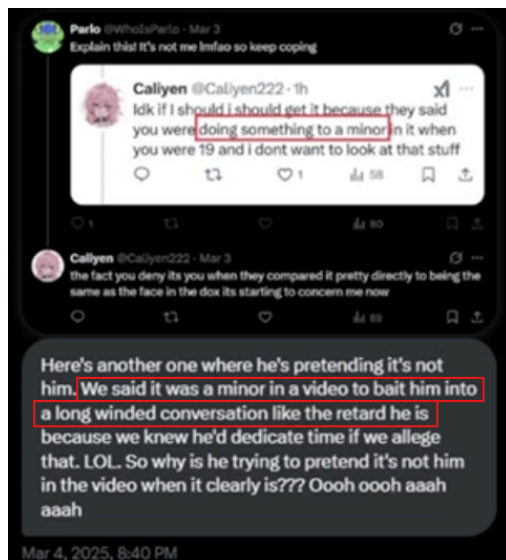 Parlo @WhoIsParlo · Mar 3
Explain this! It's not me lmfao so keep coping
Caliyen @Caliyen222 · 1h
Idk if I should i should get it because they said
you were doing something to a minor in it when
you were 19 and i dont want to look at that stuff
1
58
1
80
Caliyen @Caliyen222 · Mar 3
the fact you deny its you when they compared it pretty directly to being the
same as the face in the dox its starting to concern me now
69
Here's another one where he's pretending it's not
him. We said it was a minor in a video to bait him into
a long winded conversation like the retard he is
because we knew he'd dedicate time if we allege
that. LOL. So why is he trying to pretend it's not him
in the video when it clearly is??? Oooh oooh aaah
aaah
Mar 4, 2025, 8:40 PM